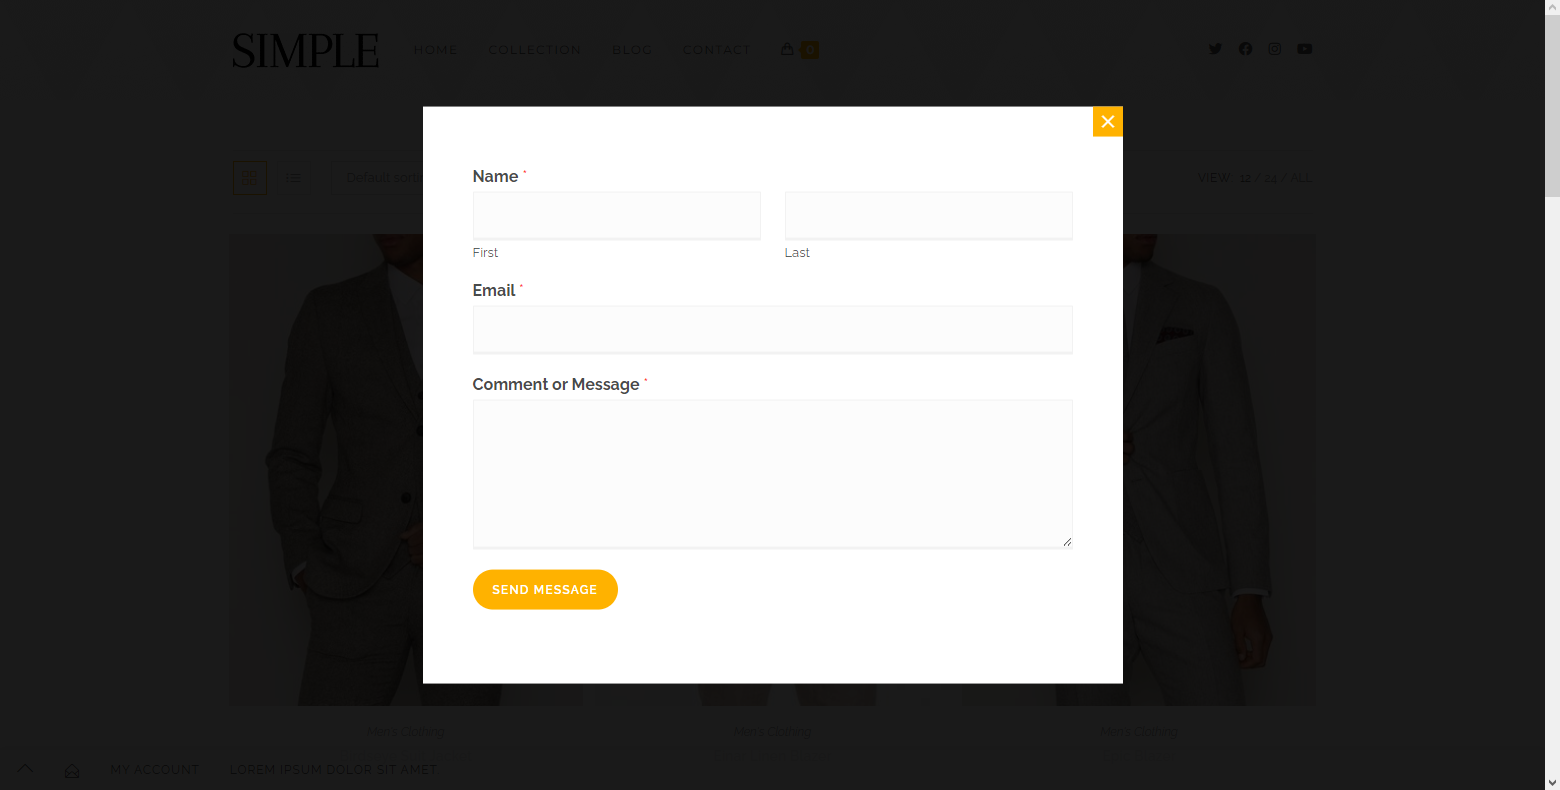 SIMPLE HOME COLLECTION BLOG CONTACT 0
Default sorti
VIEW 12 / 24 / ALL
Name *
First Last
Email *
Comment or Message *
SEND MESSAGE
Men's Clothing Men's Clothing Men's Clothing
MY ACCOUNT LOREM IPSUM DOLOR SIT AMET